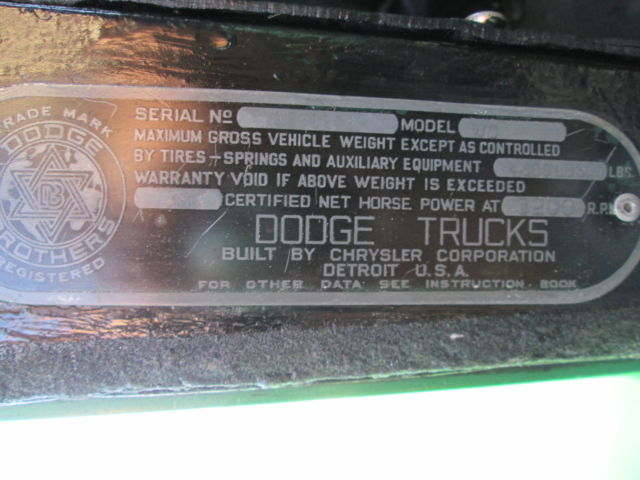 TRADE MARK
DODGE
DB
BROTHERS
REGISTERED
SERIAL Nº MODEL
MAXIMUM GROSS VEHICLE WEIGHT EXCEPT AS CONTROLLED
BY TIRES-SPRINGS AND AUXILIARY EQUIPMENT LBS.
WARRANTY VOID IF ABOVE WEIGHT IS EXCEEDED
CERTIFIED NET HORSE POWER AT R.P.M
DODGE TRUCKS
BUILT BY CHRYSLER CORPORATION
DETROIT U.S.A.
FOR OTHER DATA SEE INSTRUCTION BOOK